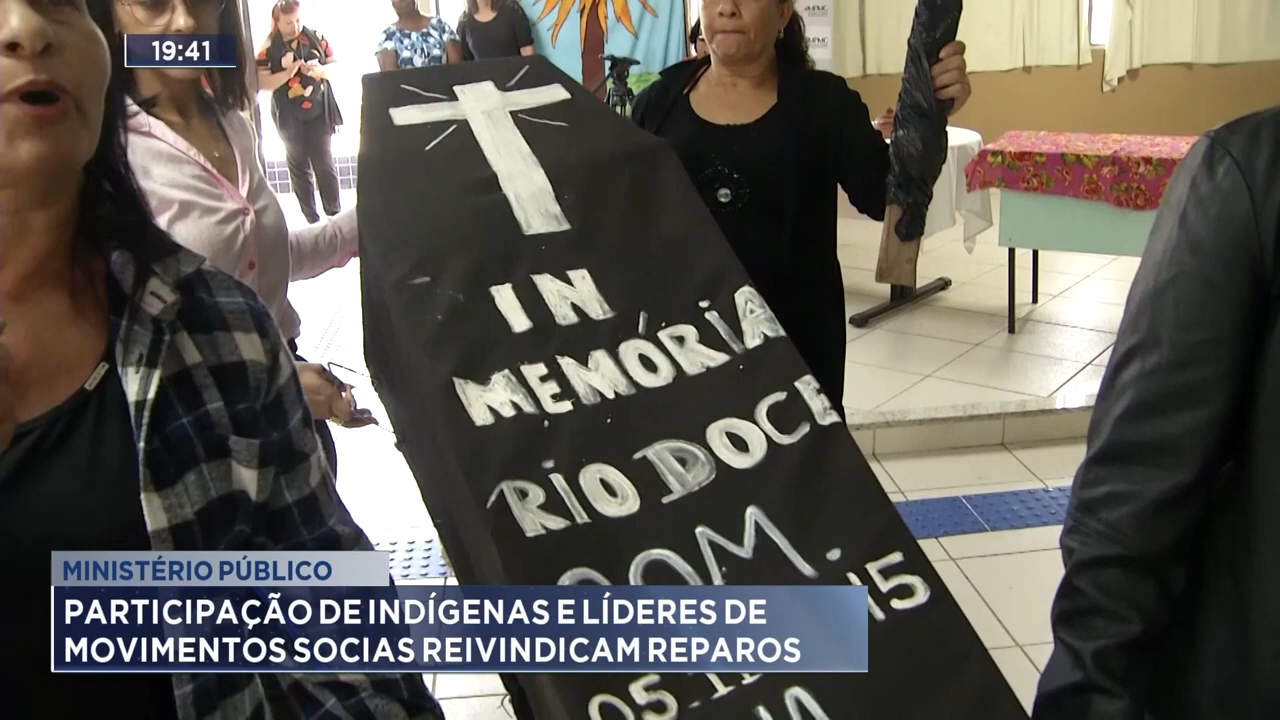 19:41
IN
MEMÓRIA
RIO DOCE
MINISTÉRIO PÚBLICO
PARTICIPAÇÃO DE INDÍGENAS E LÍDERES DE
MOVIMENTOS SOCIAS REIVINDICAM REPAROS